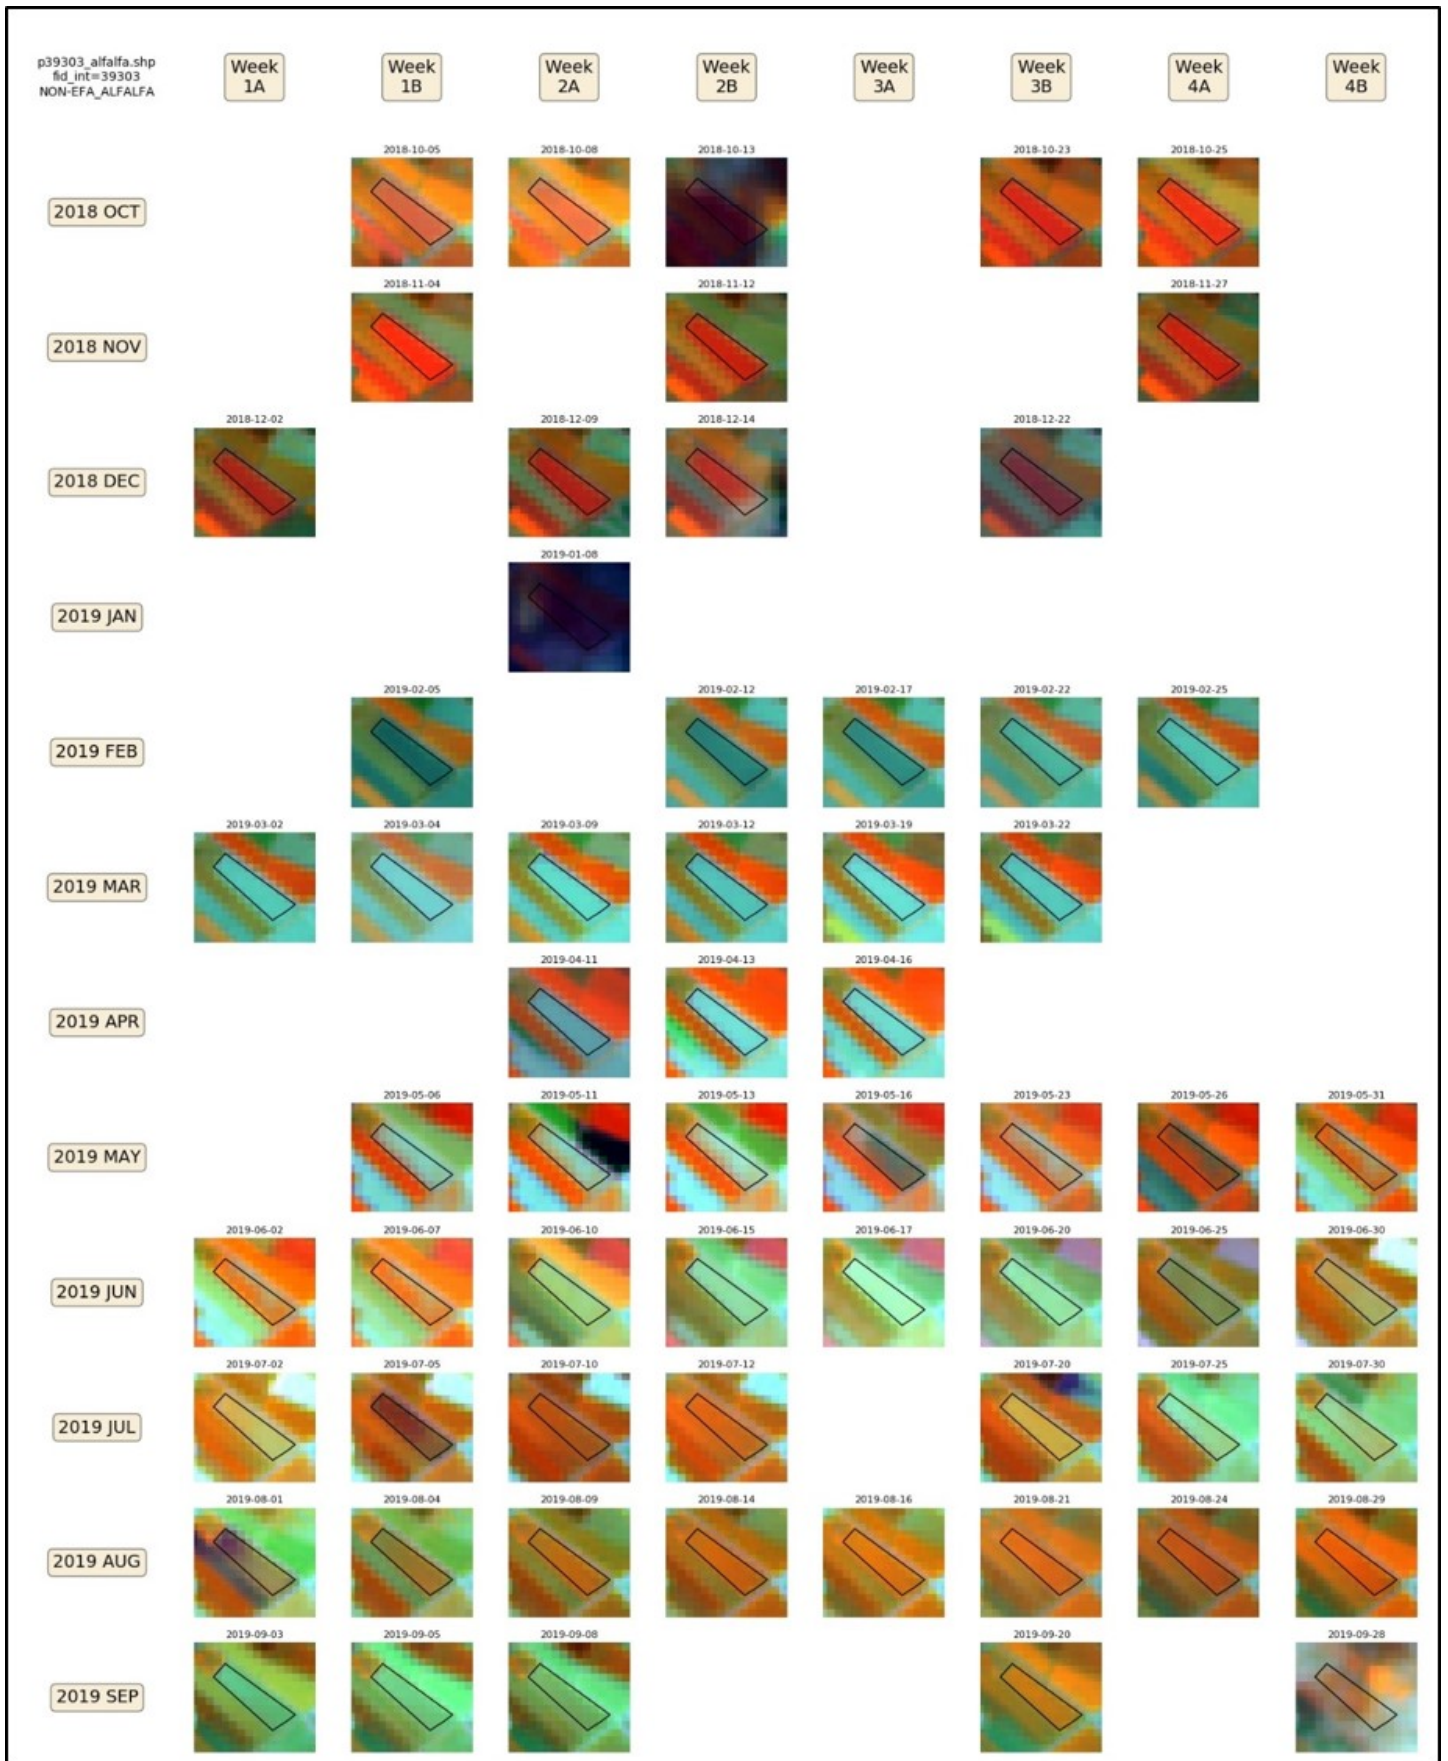 p39303_alfalfa.shp
fid_int=39303
NON-EFA_ALFALFA
Week
1A
Week
1B
Week
2A
Week
2B
Week
3A
Week
3B
Week
4A
Week
4B
2018 OCT
2018-10-05
2018-10-08
2018-10-13
2018-10-23
2018-10-25
2018 NOV
2018-11-04
2018-11-12
2018-11-27
2018 DEC
2018-12-02
2018-12-09
2018-12-14
2018-12-22
2019 JAN
2019-01-08
2019 FEB
2019-02-05
2019-02-12
2019-02-17
2019-02-22
2019-02-25
2019 MAR
2019-03-02
2019-03-04
2019-03-09
2019-03-12
2019-03-19
2019-03-22
2019 APR
2019-04-11
2019-04-13
2019-04-16
2019 MAY
2019-05-06
2019-05-11
2019-05-13
2019-05-16
2019-05-23
2019-05-26
2019-05-31
2019 JUN
2019-06-02
2019-06-07
2019-06-10
2019-06-15
2019-06-17
2019-06-20
2019-06-25
2019-06-30
2019 JUL
2019-07-02
2019-07-05
2019-07-10
2019-07-12
2019-07-20
2019-07-25
2019-07-30
2019 AUG
2019-08-01
2019-08-04
2019-08-09
2019-08-14
2019-08-16
2019-08-21
2019-08-24
2019-08-29
2019 SEP
2019-09-03
2019-09-05
2019-09-08
2019-09-20
2019-09-28